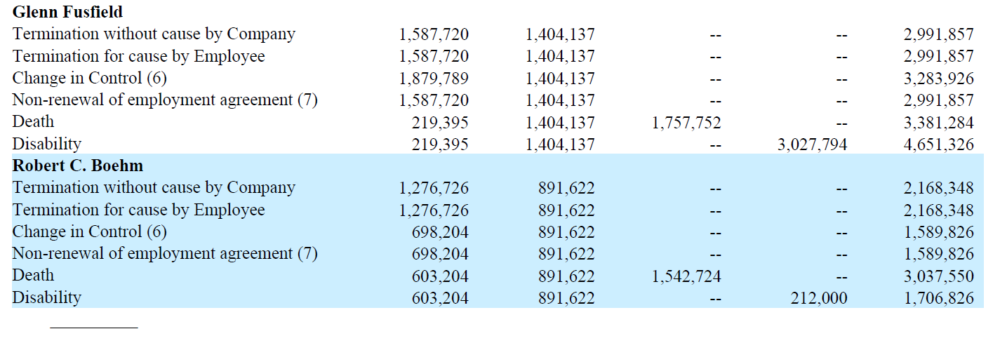 Glenn Fusfield
Termination without cause by Company 1,587,720 1,404,137 -- -- 2,991,857
Termination for cause by Employee 1,587,720 1,404,137 -- -- 2,991,857
Change in Control (6) 1,879,789 1,404,137 -- -- 3,283,926
Non-renewal of employment agreement (7) 1,587,720 1,404,137 -- -- 2,991,857
Death 219,395 1,404,137 1,757,752 -- 3,381,284
Disability 219,395 1,404,137 -- 3,027,794 4,651,326
Robert C. Boehm
Termination without cause by Company 1,276,726 891,622 -- -- 2,168,348
Termination for cause by Employee 1,276,726 891,622 -- -- 2,168,348
Change in Control (6) 698,204 891,622 -- -- 1,589,826
Non-renewal of employment agreement (7) 698,204 891,622 -- -- 1,589,826
Death 603,204 891,622 1,542,724 -- 3,037,550
Disability 603,204 891,622 -- 212,000 1,706,826